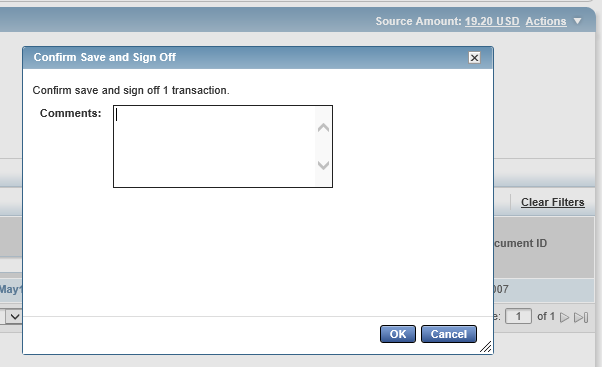 Source Amount: 19.20 USD Actions
Confirm Save and Sign Off
Confirm save and sign off 1 transaction.
Comments:
Clear Filters
cument ID
May1
007
e: 1 of 1
OK Cancel